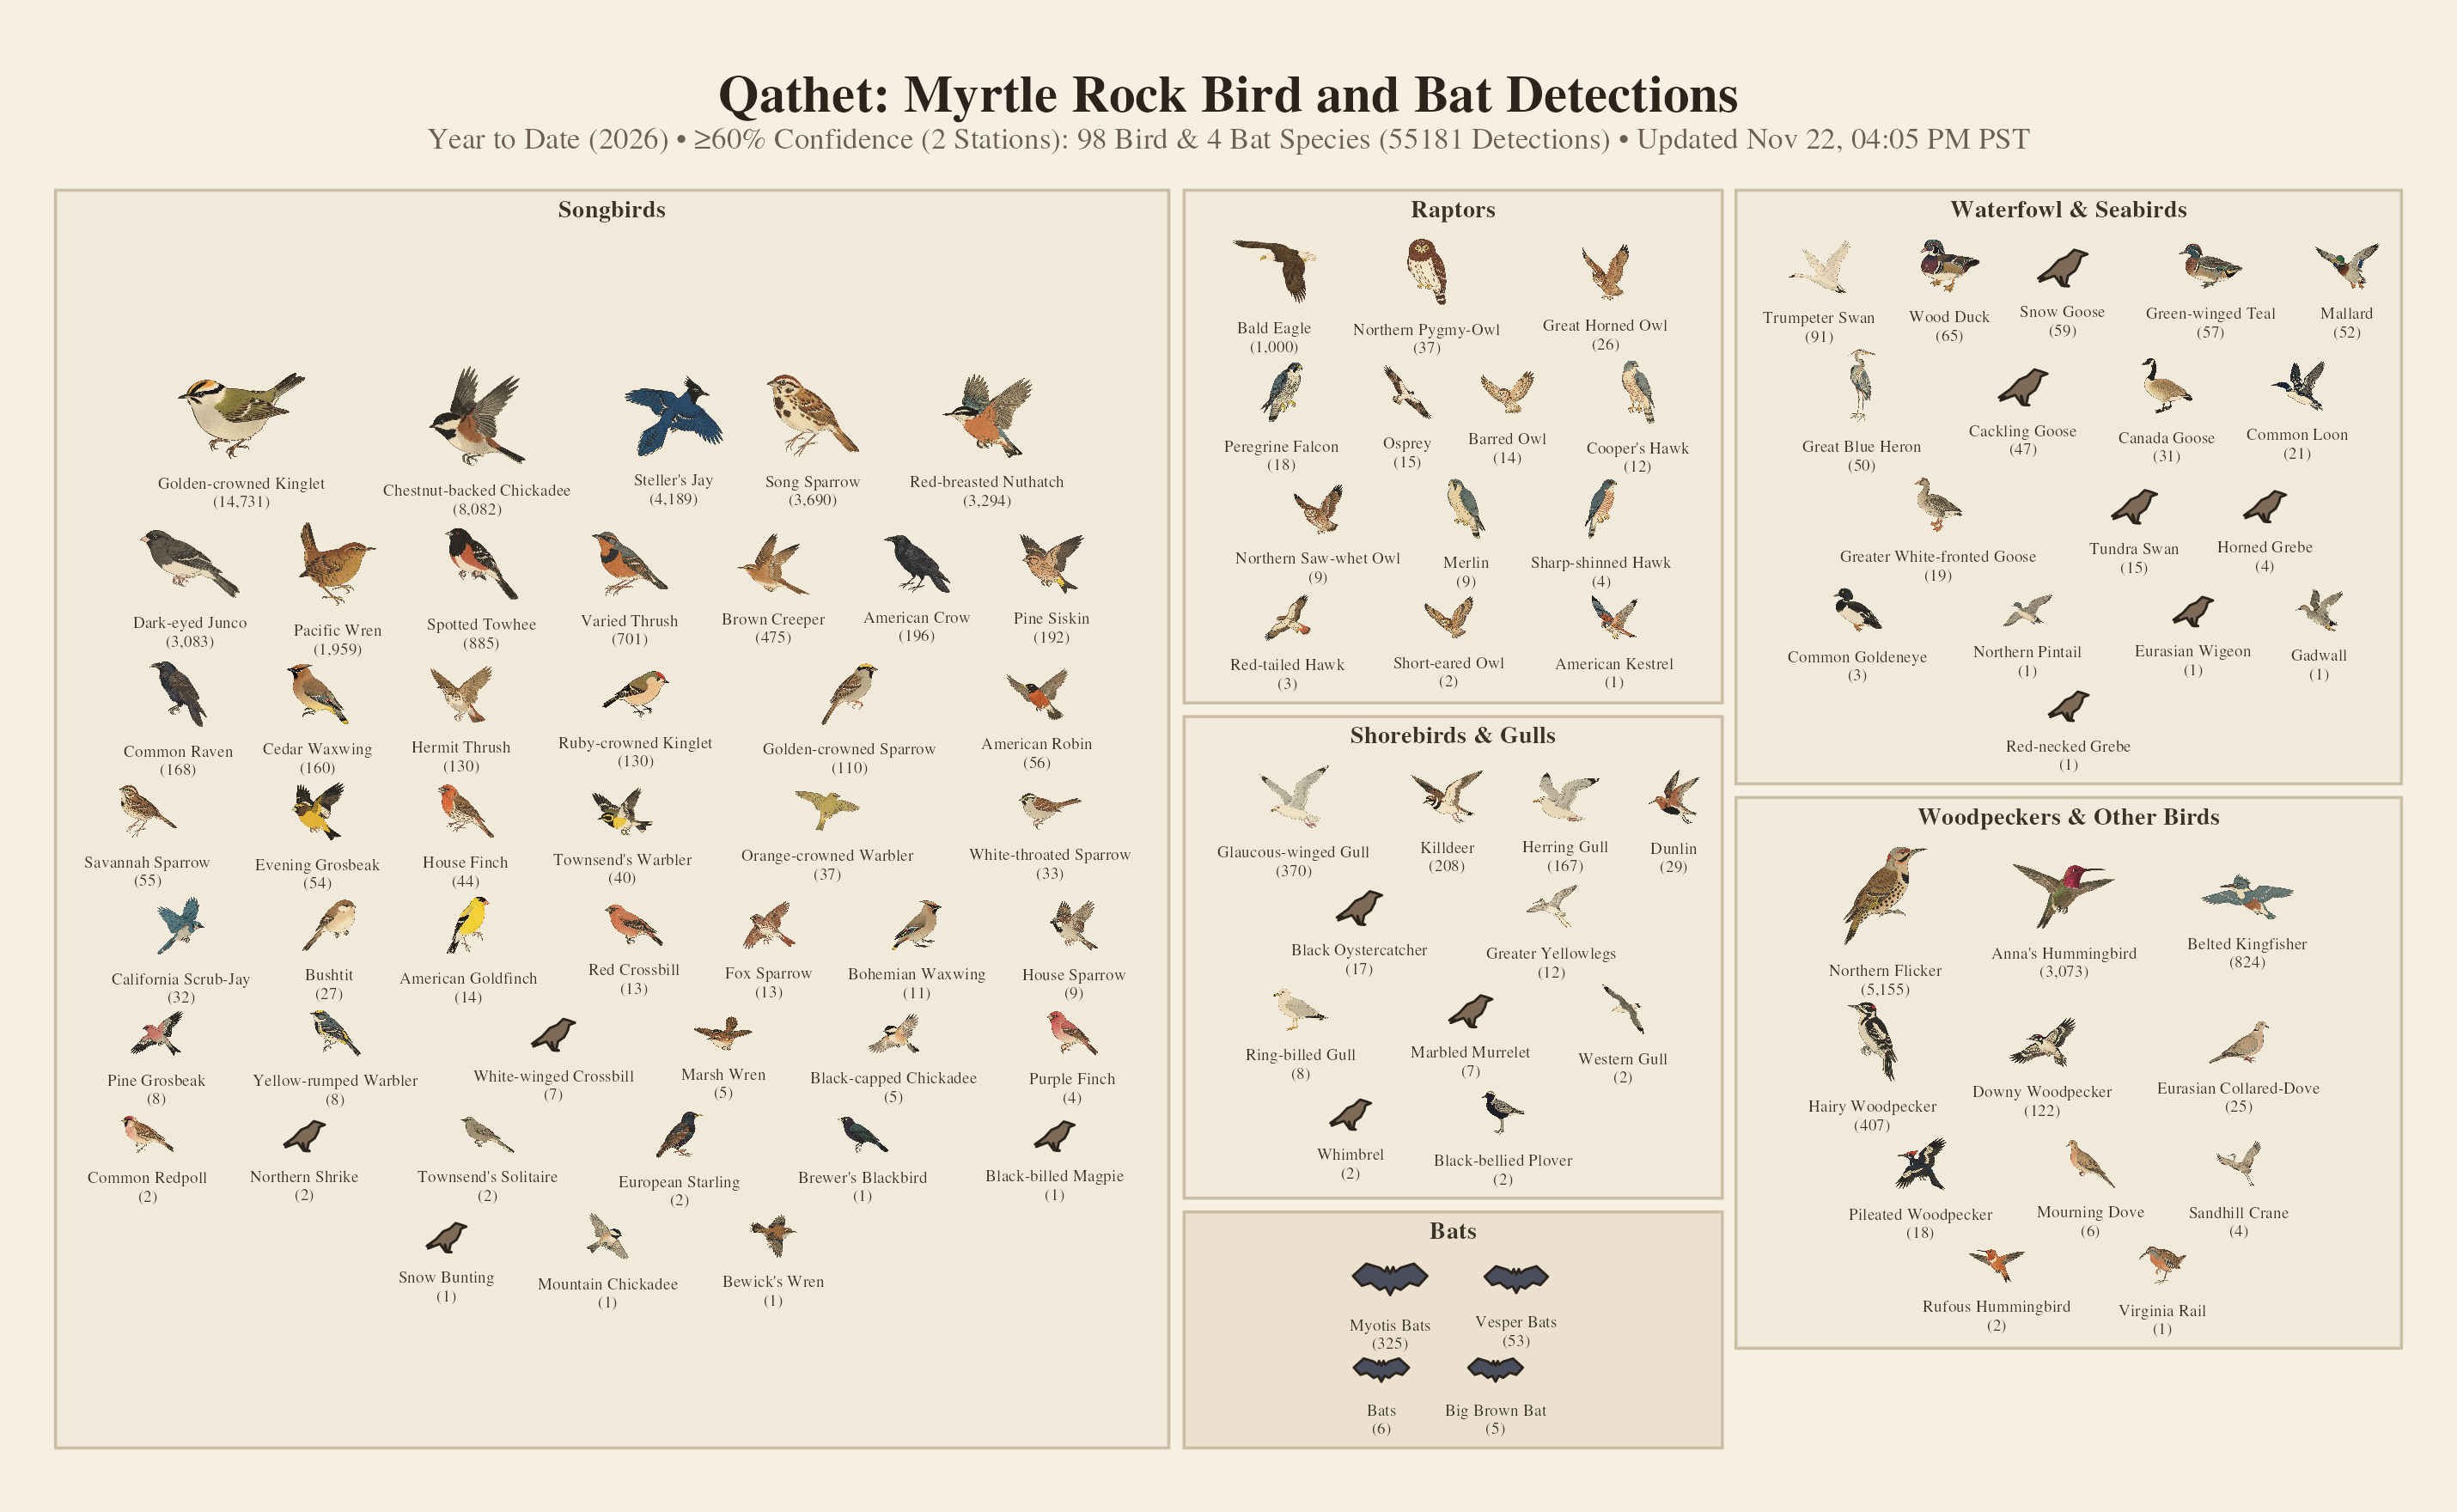 Qathet: Myrtle Rock Bird and Bat Detections
Year to Date (2026) • ≥60% Confidence (2 Stations): 98 Bird & 4 Bat Species (55181 Detections) • Updated Nov 22, 04:05 PM PST
Songbirds
Golden-crowned Kinglet
(14,731)
Chestnut-backed Chickadee
(8,082)
Steller's Jay
(4,189)
Song Sparrow
(3,690)
Red-breasted Nuthatch
(3,294)
Dark-eyed Junco
(3,083)
Pacific Wren
(1,959)
Spotted Towhee
(885)
Varied Thrush
(701)
Brown Creeper
(475)
American Crow
(196)
Pine Siskin
(192)
Common Raven
(168)
Cedar Waxwing
(160)
Hermit Thrush
(130)
Ruby-crowned Kinglet
(130)
Golden-crowned Sparrow
(110)
American Robin
(56)
Savannah Sparrow
(55)
Evening Grosbeak
(54)
House Finch
(44)
Townsend's Warbler
(40)
Orange-crowned Warbler
(37)
White-throated Sparrow
(33)
California Scrub-Jay
(32)
Bushtit
(27)
American Goldfinch
(14)
Red Crossbill
(13)
Fox Sparrow
(13)
Bohemian Waxwing
(11)
House Sparrow
(9)
Pine Grosbeak
(8)
Yellow-rumped Warbler
(8)
White-winged Crossbill
(7)
Marsh Wren
(5)
Black-capped Chickadee
(5)
Purple Finch
(4)
Common Redpoll
(2)
Northern Shrike
(2)
Townsend's Solitaire
(2)
European Starling
(2)
Brewer's Blackbird
(1)
Black-billed Magpie
(1)
Snow Bunting
(1)
Mountain Chickadee
(1)
Bewick's Wren
(1)
Raptors
Bald Eagle
(1,000)
Northern Pygmy-Owl
(37)
Great Horned Owl
(26)
Peregrine Falcon
(18)
Osprey
(15)
Barred Owl
(14)
Cooper's Hawk
(12)
Northern Saw-whet Owl
(9)
Merlin
(9)
Sharp-shinned Hawk
(4)
Red-tailed Hawk
(3)
Short-eared Owl
(2)
American Kestrel
(1)
Shorebirds & Gulls
Glaucous-winged Gull
(370)
Killdeer
(208)
Herring Gull
(167)
Dunlin
(29)
Black Oystercatcher
(17)
Greater Yellowlegs
(12)
Ring-billed Gull
(8)
Marbled Murrelet
(7)
Western Gull
(2)
Whimbrel
(2)
Black-bellied Plover
(2)
Bats
Myotis Bats
(325)
Vesper Bats
(53)
Bats
(6)
Big Brown Bat
(5)
Waterfowl & Seabirds
Trumpeter Swan
(91)
Wood Duck
(65)
Snow Goose
(59)
Green-winged Teal
(57)
Mallard
(52)
Great Blue Heron
(50)
Cackling Goose
(47)
Canada Goose
(31)
Common Loon
(21)
Greater White-fronted Goose
(19)
Tundra Swan
(15)
Horned Grebe
(4)
Common Goldeneye
(3)
Northern Pintail
(1)
Eurasian Wigeon
(1)
Gadwall
(1)
Red-necked Grebe
(1)
Woodpeckers & Other Birds
Northern Flicker
(5,155)
Anna's Hummingbird
(3,073)
Belted Kingfisher
(824)
Hairy Woodpecker
(407)
Downy Woodpecker
(122)
Eurasian Collared-Dove
(25)
Pileated Woodpecker
(18)
Mourning Dove
(6)
Sandhill Crane
(4)
Rufous Hummingbird
(2)
Virginia Rail
(1)